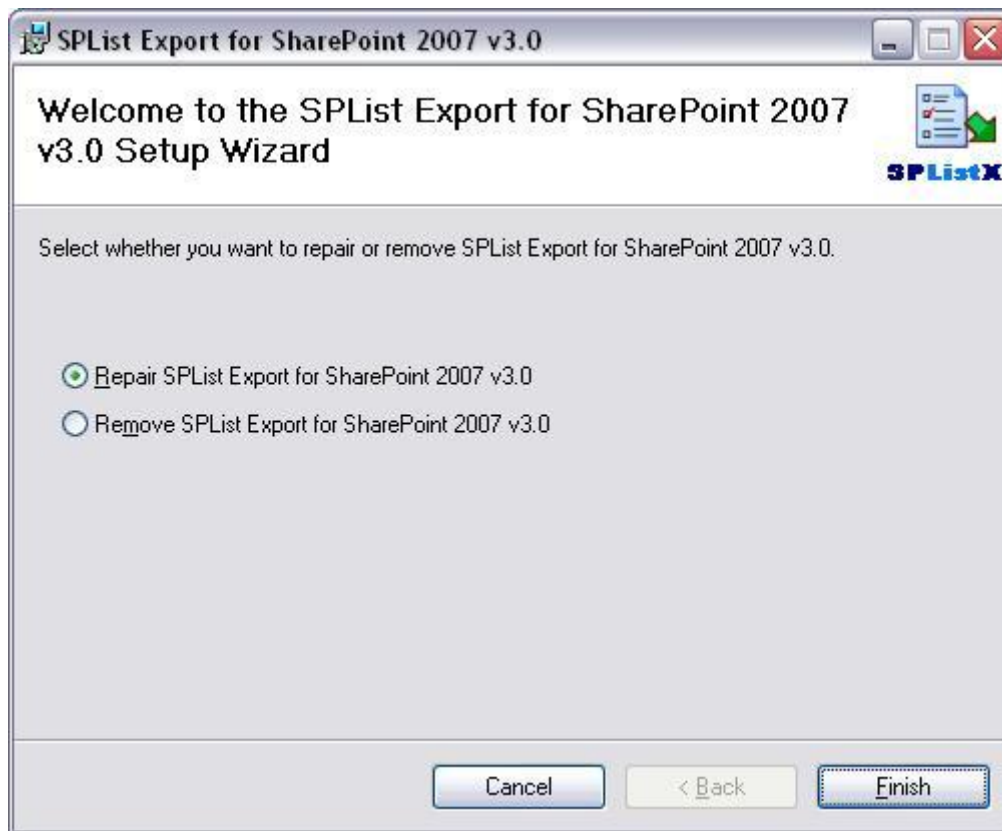 SPList Export for SharePoint 2007 v3.0
Welcome to the SPList Export for SharePoint 2007
v3.0 Setup Wizard
SPListX
Select whether you want to repair or remove SPList Export for SharePoint 2007 v3.0.
Repair SPList Export for SharePoint 2007 v3.0
Remove SPList Export for SharePoint 2007 v3.0
Cancel
< Back
Finish